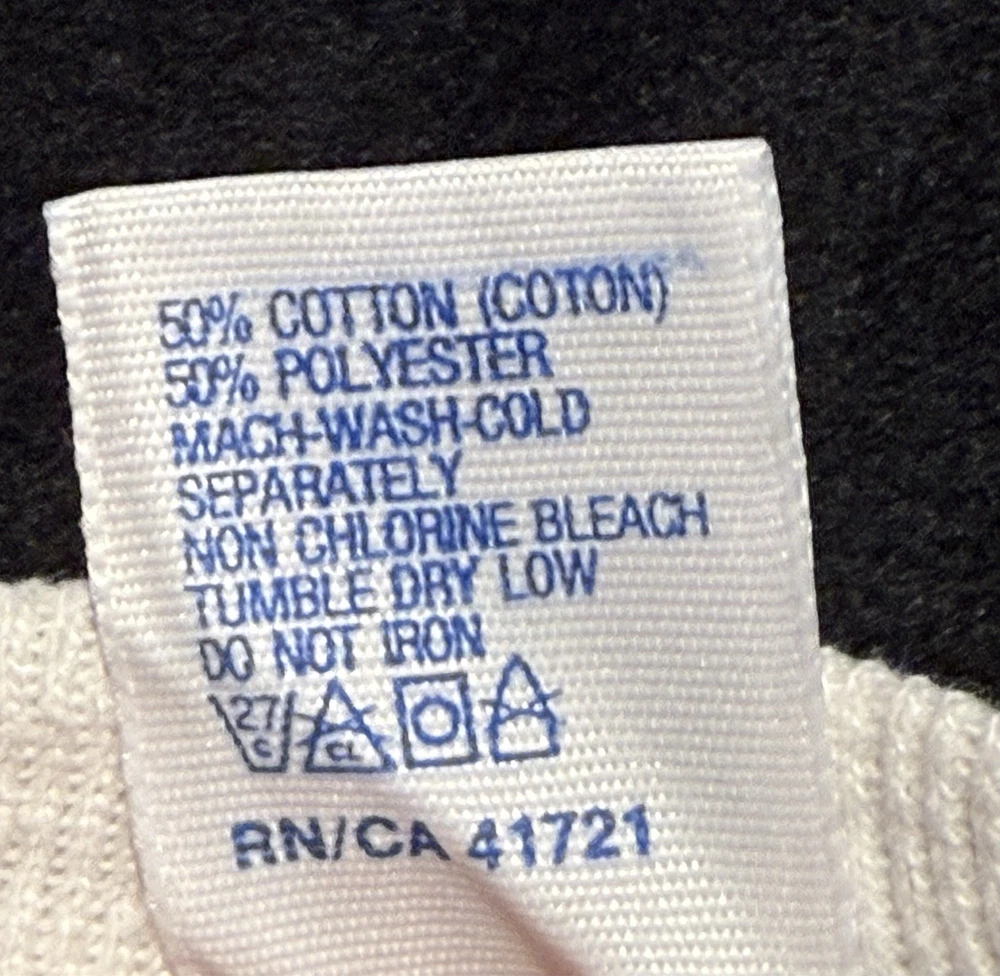 50% COTTON (COTON)
50% POLYESTER
MACH-WASH-COLD
SEPARATELY
NON CHLORINE BLEACH
TUMBLE DRY LOW
DO NOT IRON
27 C CL
RN/CA 41721